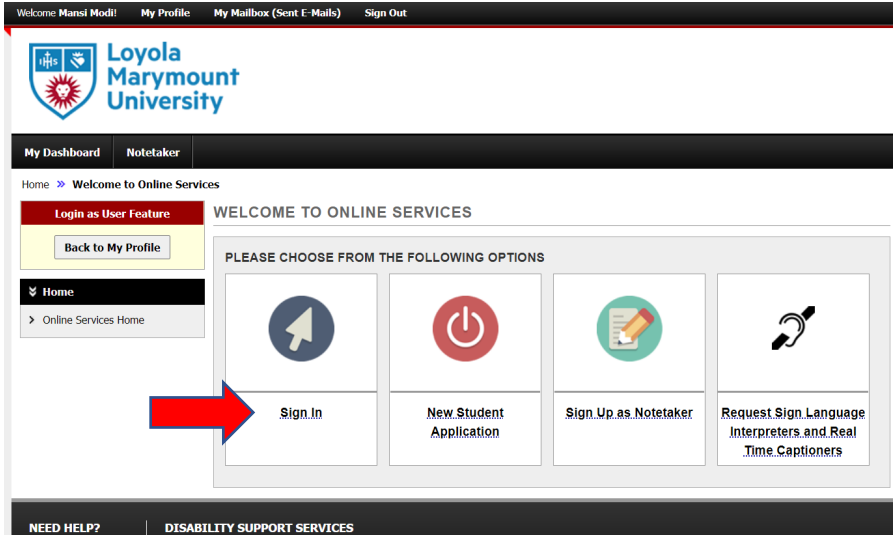 Welcome Mansi Modi! My Profile My Mailbox (Sent E-Mails) Sign Out
IHS
Loyola
Marymount
University
My Dashboard Notetaker
Home » Welcome to Online Services
Login as User Feature
Back to My Profile
Home
Online Services Home
WELCOME TO ONLINE SERVICES
PLEASE CHOOSE FROM THE FOLLOWING OPTIONS
Sign In
New Student
Application
Sign Up as Notetaker
Request Sign Language
Interpreters and Real
Time Captioners
NEED HELP? DISABILITY SUPPORT SERVICES